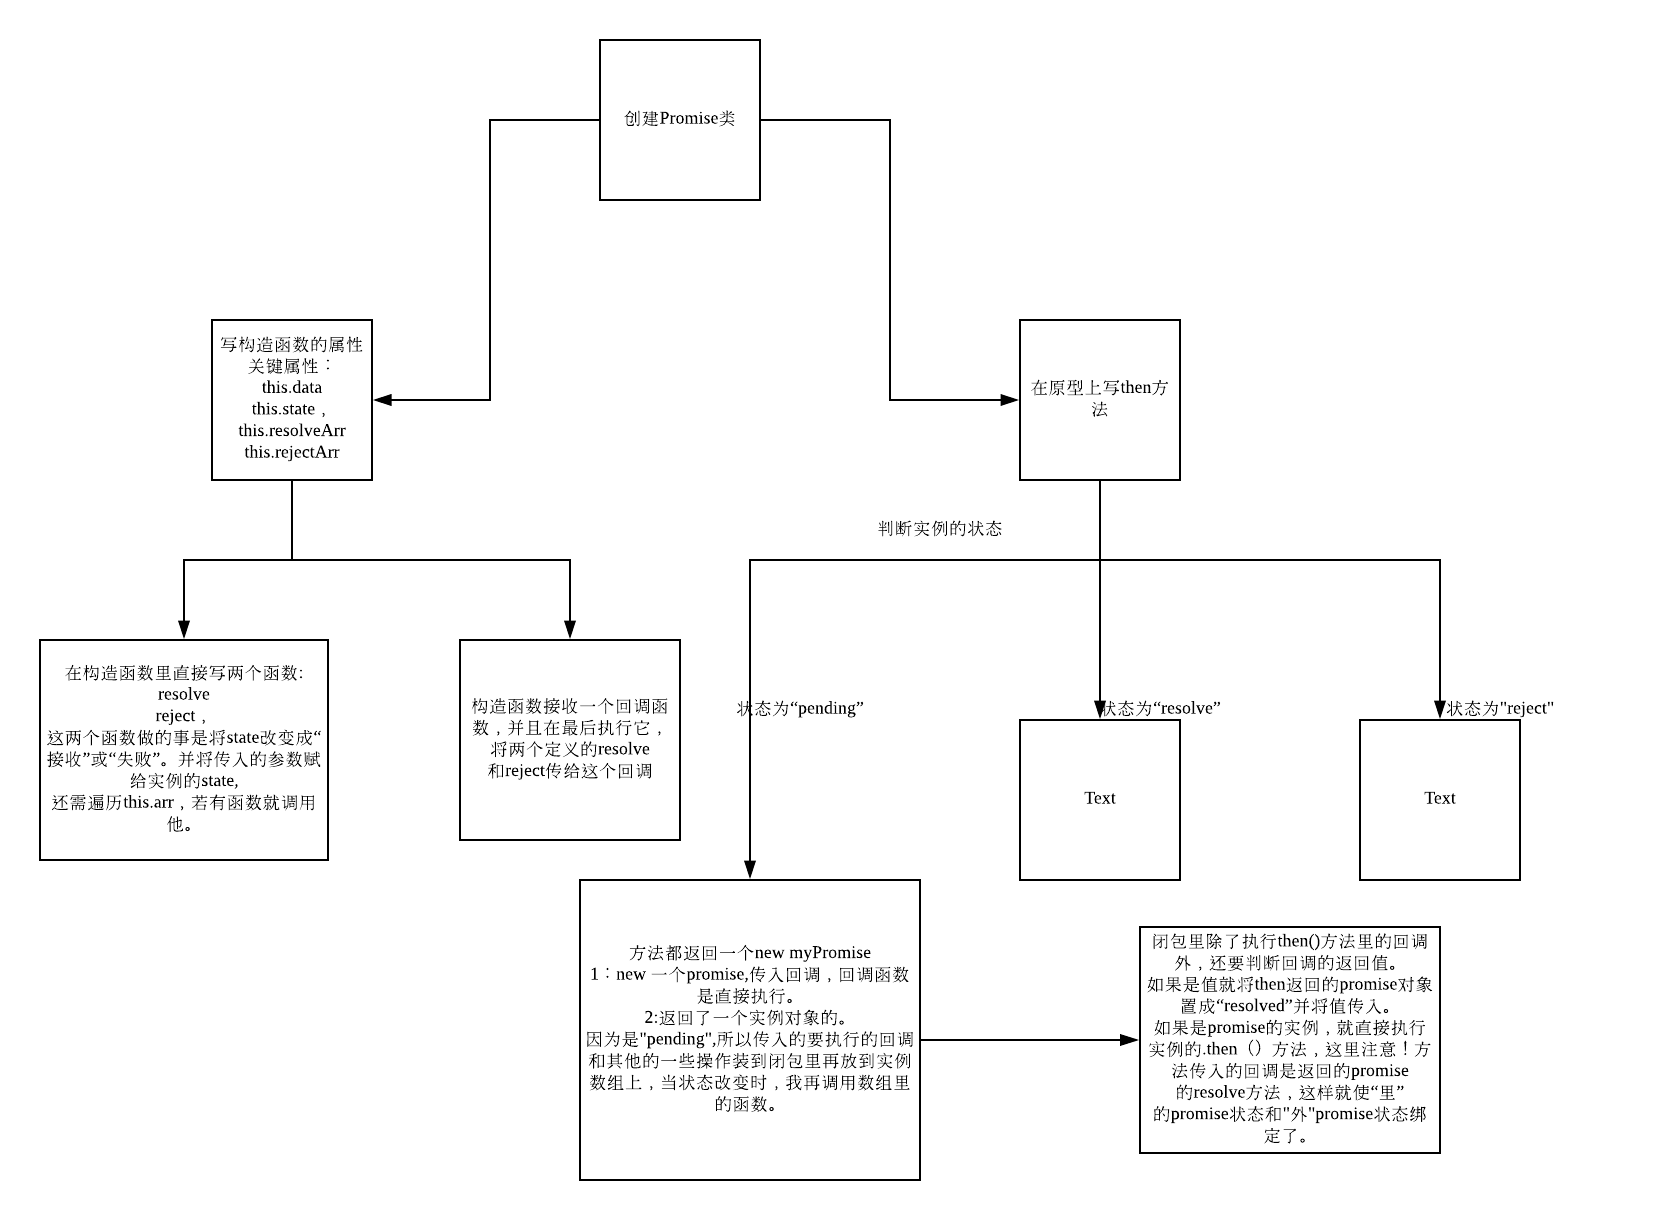 创建Promise类
写构造函数的属性
关键属性：
this.data
this.state，
this.resolveArr
this.rejectArr
在原型上写then方
法
判断实例的状态
在构造函数里直接写两个函数:
resolve
reject，
这两个函数做的事是将state改变成“
接收”或“失败”。并将传入的参数赋
给实例的state,
还需遍历this.arr，若有函数就调用
他。
构造函数接收一个回调函
数，并且在最后执行它，
将两个定义的resolve
和reject传给这个回调
状态为“pending”
状态为“resolve”
状态为"reject"
Text
Text
方法都返回一个new myPromise
1：new 一个promise,传入回调，回调函数
是直接执行。
2:返回了一个实例对象的。
因为是"pending",所以传入的要执行的回调
和其他的一些操作装到闭包里再放到实例
数组上，当状态改变时，我再调用数组里
的函数。
闭包里除了执行then()方法里的回调
外，还要判断回调的返回值。
如果是值就将then返回的promise对象
置成“resolved”并将值传入。
如果是promise的实例，就直接执行
实例的.then（）方法，这里注意！方
法传入的回调是返回的promise
的resolve方法，这样就使“里”
的promise状态和"外"promise状态绑
定了。